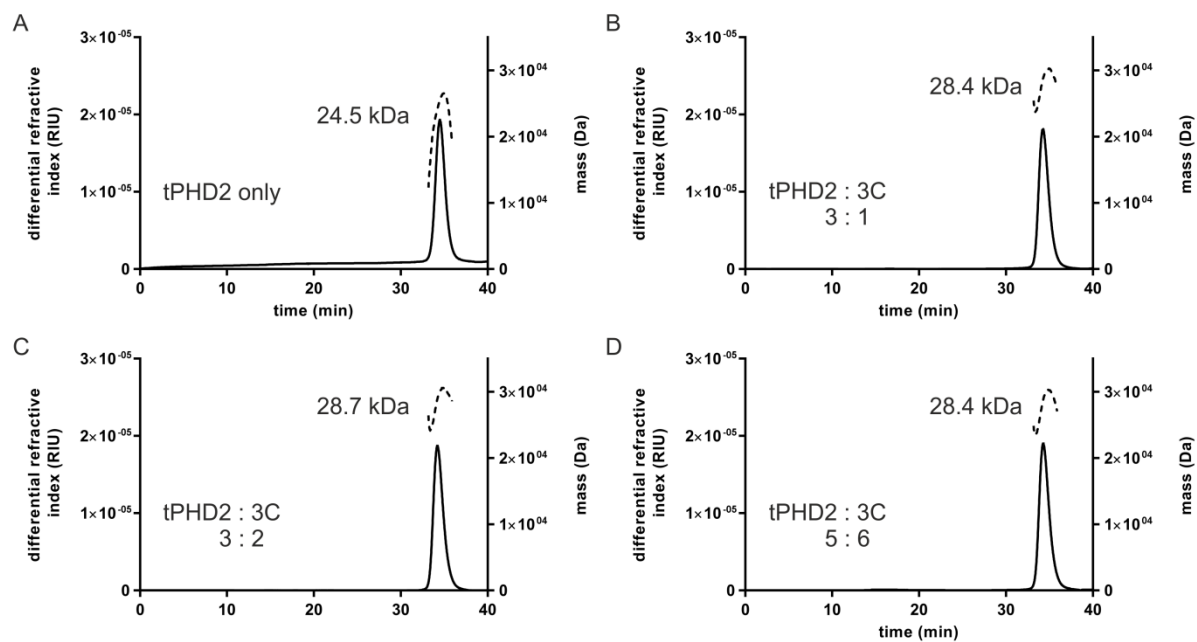 A
3×10⁻⁰⁵
2×10⁻⁰⁵
1×10⁻⁰⁵
0
differential refractive
index (RIU)
24.5 kDa
tPHD2 only
3×10⁰⁴
2×10⁰⁴
1×10⁰⁴
0
mass (Da)
0 10 20 30 40
time (min)
B
3×10⁻⁰⁵
2×10⁻⁰⁵
1×10⁻⁰⁵
0
differential refractive
index (RIU)
28.4 kDa
tPHD2 : 3C
3 : 1
3×10⁰⁴
2×10⁰⁴
1×10⁰⁴
0
mass (Da)
0 10 20 30 40
time (min)
C
3×10⁻⁰⁵
2×10⁻⁰⁵
1×10⁻⁰⁵
0
differential refractive
index (RIU)
28.7 kDa
tPHD2 : 3C
3 : 2
3×10⁰⁴
2×10⁰⁴
1×10⁰⁴
0
mass (Da)
0 10 20 30 40
time (min)
D
3×10⁻⁰⁵
2×10⁻⁰⁵
1×10⁻⁰⁵
0
differential refractive
index (RIU)
28.4 kDa
tPHD2 : 3C
5 : 6
3×10⁰⁴
2×10⁰⁴
1×10⁰⁴
0
mass (Da)
0 10 20 30 40
time (min)